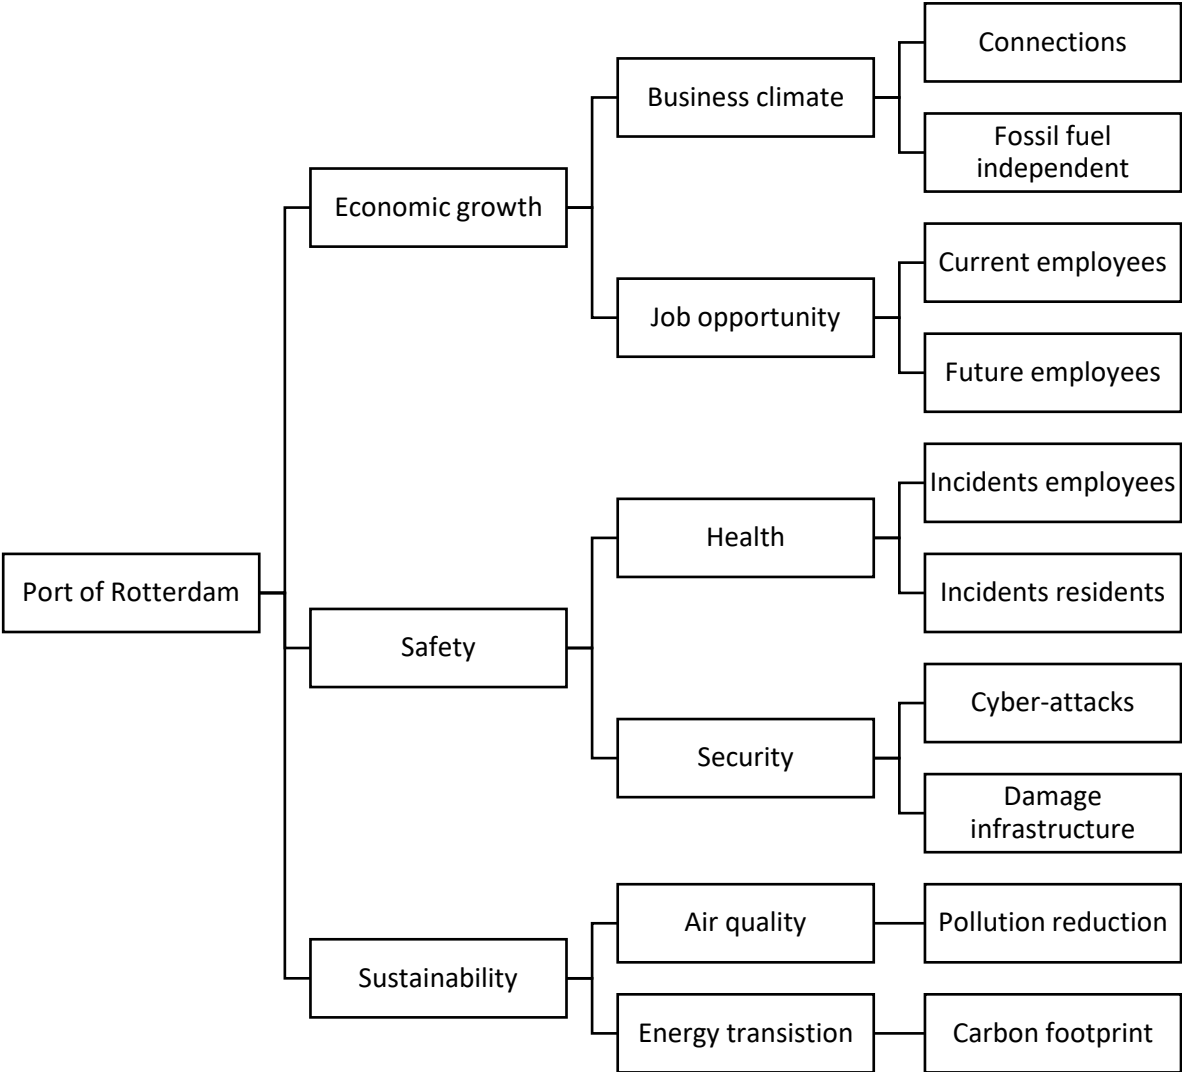 Connections
Business climate
Fossil fuel
independent
Economic growth
Current employees
Job opportunity
Future employees
Incidents employees
Health
Incidents residents
Port of Rotterdam
Safety
Cyber-attacks
Security
Damage
infrastructure
Air quality
Pollution reduction
Sustainability
Energy transistion
Carbon footprint